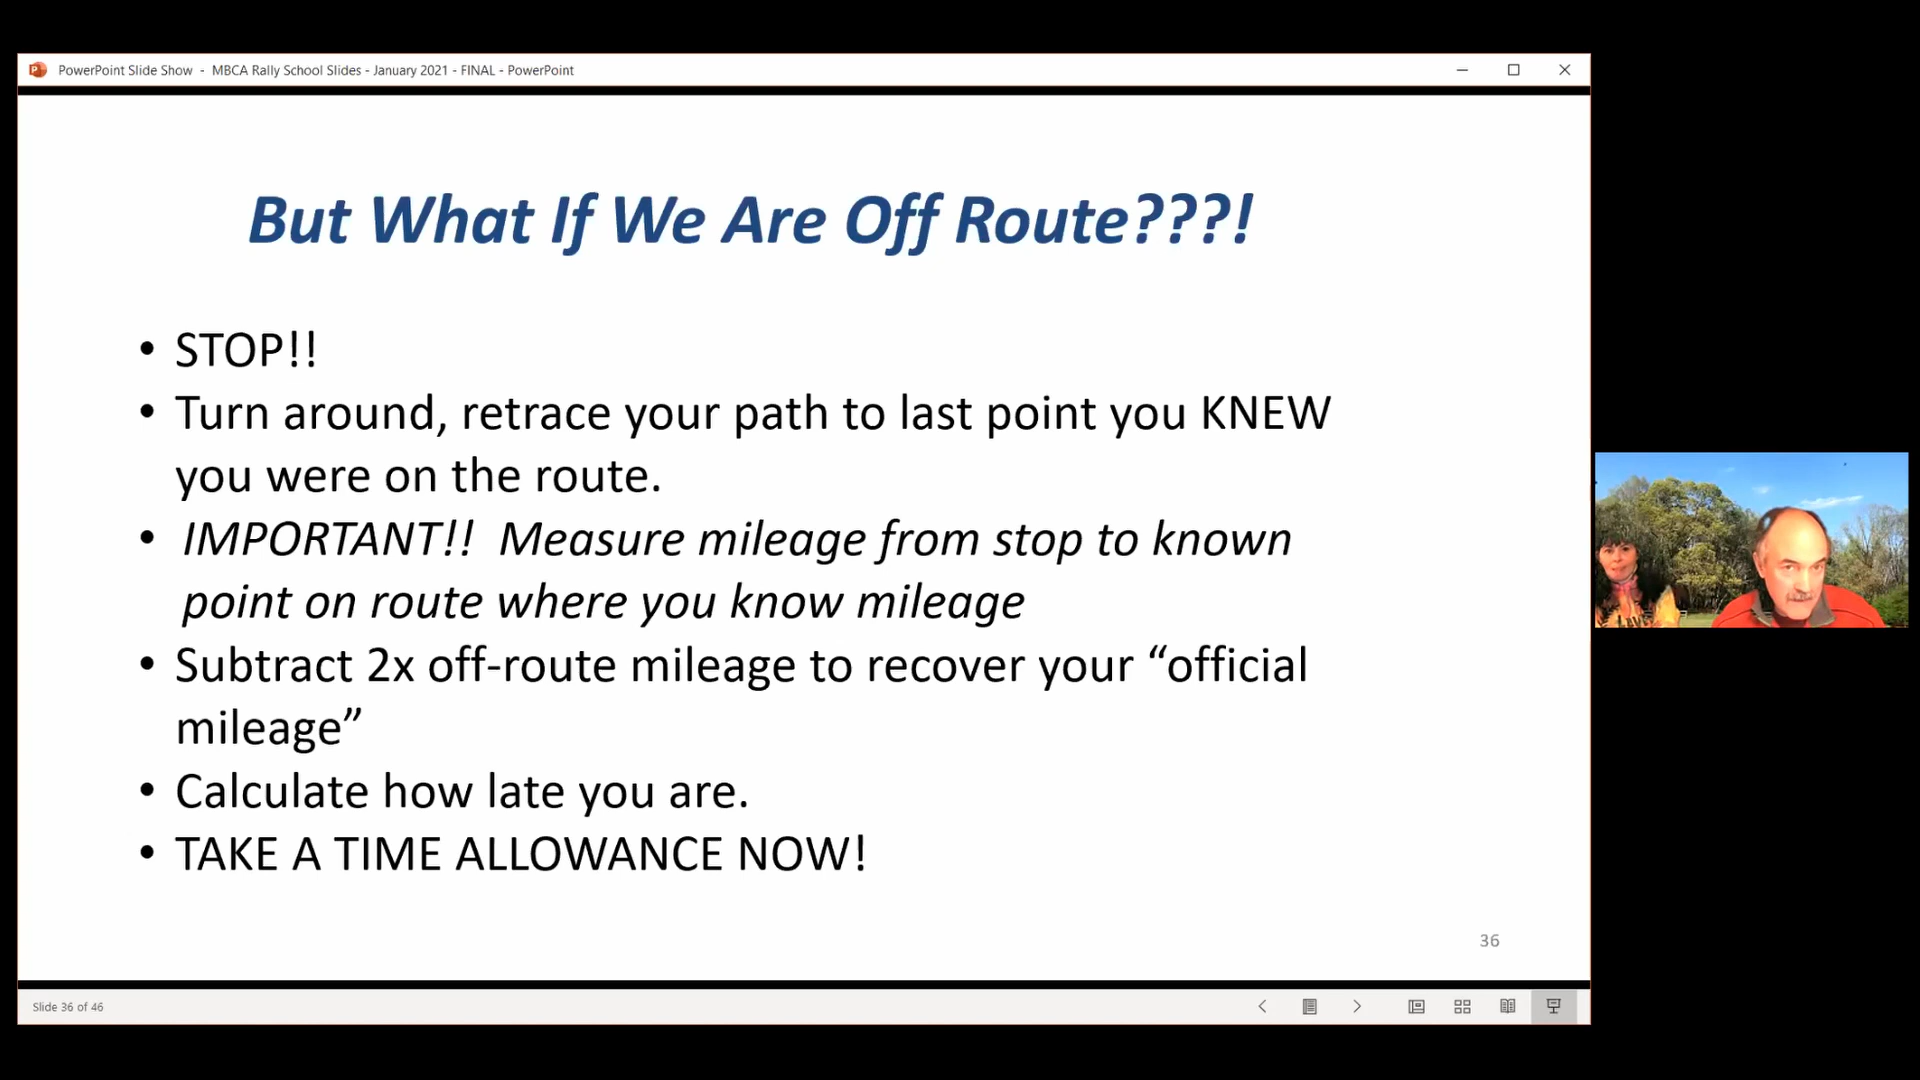 PowerPoint Slide Show - MBCA Rally School Slides - January 2021 - FINAL - PowerPoint
But What If We Are Off Route???!
• STOP!!
• Turn around, retrace your path to last point you KNEW
you were on the route.
• IMPORTANT!! Measure mileage from stop to known
point on route where you know mileage
• Subtract 2x off-route mileage to recover your “official
mileage”
• Calculate how late you are.
• TAKE A TIME ALLOWANCE NOW!
36
Slide 36 of 46